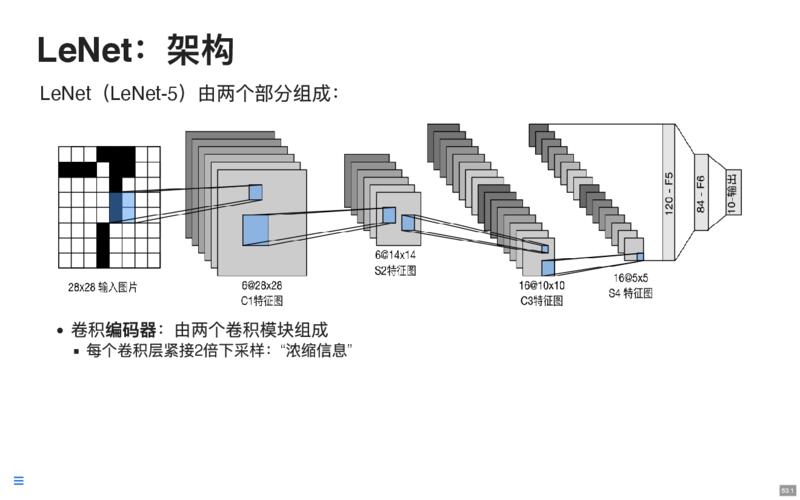 LeNet：架构
LeNet（LeNet-5）由两个部分组成：
28x28 输入图片
6@28x28
C1特征图
6@14x14
S2特征图
16@10x10
C3特征图
16@5x5
S4 特征图
120 - F5
84 - F6
10-输出
• 卷积编码器：由两个卷积模块组成
▪ 每个卷积层紧接2倍下采样：“浓缩信息”
53.1